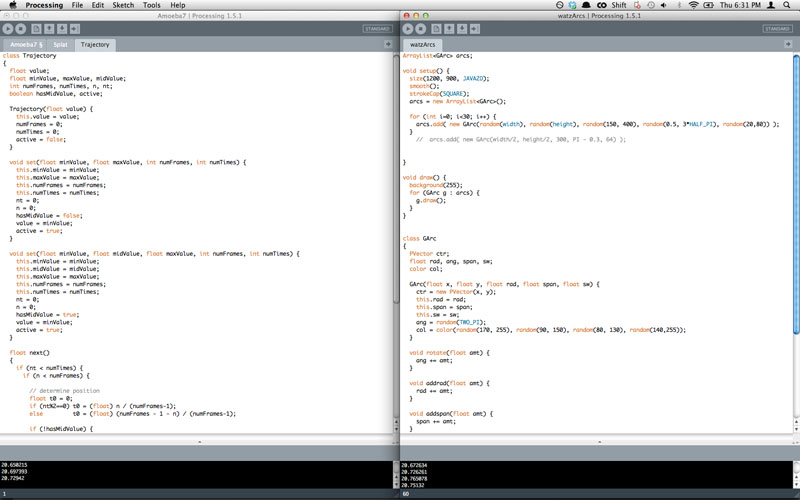 Processing File Edit Sketch Tools Help
Shift
Thu 6:31 PM
Amoeba7 | Processing 1.5.1
STANDARD
Amoeba7 § Splat Trajectory
class Trajectory
{
float value;
float minValue, maxValue, midValue;
int numFrames, numTimes, n, nt;
boolean hasMidValue, active;
Trajectory(float value) {
this.value = value;
numFrames = 0;
numTimes = 0;
active = false;
}
void set(float minValue, float maxValue, int numFrames, int numTimes) {
this.minValue = minValue;
this.maxValue = maxValue;
this.numFrames = numFrames;
this.numTimes = numTimes;
nt = 0;
n = 0;
hasMidValue = false;
value = minValue;
active = true;
}
void set(float minValue, float midValue, float maxValue, int numFrames, int numTimes) {
this.minValue = minValue;
this.midValue = midValue;
this.maxValue = maxValue;
this.numFrames = numFrames;
this.numTimes = numTimes;
nt = 0;
n = 0;
hasMidValue = true;
value = minValue;
active = true;
}
float next()
{
if (nt < numTimes) {
if (n < numFrames) {
// determine position
float t0 = 0;
if (nt%2==0) t0 = (float) n / (numFrames-1);
else t0 = (float) (numFrames - 1 - n) / (numFrames-1);
if (!hasMidValue) {
20.650215
20.697393
20.72942
1
watzArcs | Processing 1.5.1
STANDARD
watzArcs
ArrayList<GArc> arcs;
void setup() {
size(1200, 900, JAVA2D);
smooth();
strokeCap(SQUARE);
arcs = new ArrayList<GArc>();
for (int i=0; i<30; i++) {
arcs.add( new GArc(random(width), random(height), random(150, 400), random(0.5, 3*HALF_PI), random(20,80)) );
// arcs.add( new GArc(width/2, height/2, 300, PI - 0.3, 64) );
}
void draw() {
background(255);
for (GArc g : arcs) {
g.draw();
}
}
class GArc
{
PVector ctr;
float rad, ang, span, sw;
color col;
GArc(float x, float y, float rad, float span, float sw) {
ctr = new PVector(x, y);
this.rad = rad;
this.span = span;
this.sw = sw;
ang = random(TWO_PI);
col = color(random(170, 255), random(90, 150), random(80, 130), random(140,255));
}
void rotate(float amt) {
ang += amt;
}
void addrad(float amt) {
rad += amt;
}
void addspan(float amt) {
span += amt;
}
20.672634
20.726261
20.765078
20.75132
60